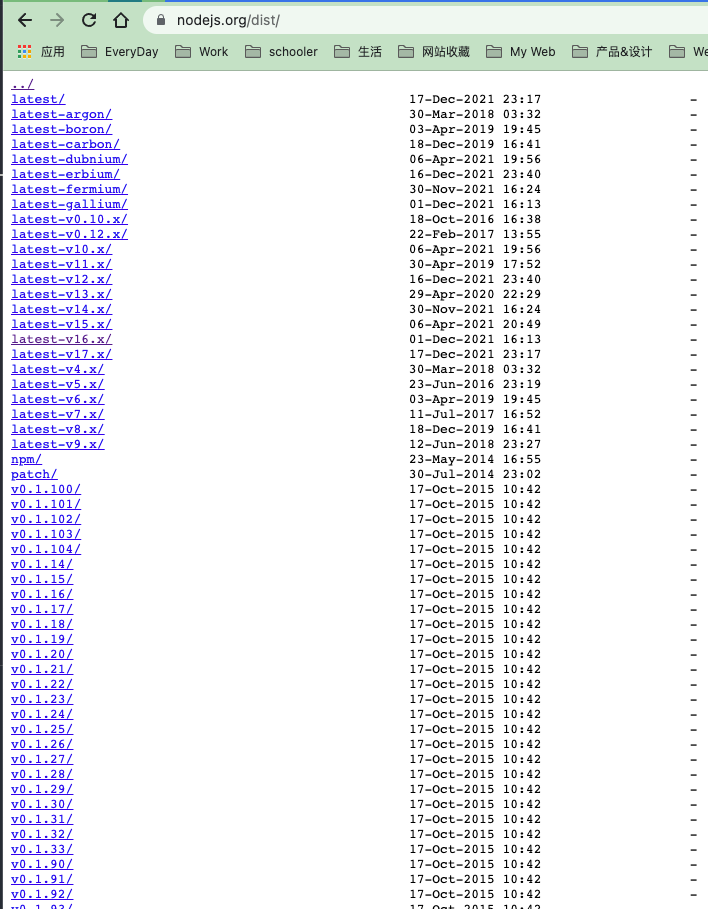 nodejs.org/dist/
应用 EveryDay Work schooler 生活 网站收藏 My Web 产品&设计 We
../
latest/ 17-Dec-2021 23:17 -
latest-argon/ 30-Mar-2018 03:32 -
latest-boron/ 03-Apr-2019 19:45 -
latest-carbon/ 18-Dec-2019 16:41 -
latest-dubnium/ 06-Apr-2021 19:56 -
latest-erbium/ 16-Dec-2021 23:40 -
latest-fermium/ 30-Nov-2021 16:24 -
latest-gallium/ 01-Dec-2021 16:13 -
latest-v0.10.x/ 18-Oct-2016 16:38 -
latest-v0.12.x/ 22-Feb-2017 13:55 -
latest-v10.x/ 06-Apr-2021 19:56 -
latest-v11.x/ 30-Apr-2019 17:52 -
latest-v12.x/ 16-Dec-2021 23:40 -
latest-v13.x/ 29-Apr-2020 22:29 -
latest-v14.x/ 30-Nov-2021 16:24 -
latest-v15.x/ 06-Apr-2021 20:49 -
latest-v16.x/ 01-Dec-2021 16:13 -
latest-v17.x/ 17-Dec-2021 23:17 -
latest-v4.x/ 30-Mar-2018 03:32 -
latest-v5.x/ 23-Jun-2016 23:19 -
latest-v6.x/ 03-Apr-2019 19:45 -
latest-v7.x/ 11-Jul-2017 16:52 -
latest-v8.x/ 18-Dec-2019 16:41 -
latest-v9.x/ 12-Jun-2018 23:27 -
npm/ 23-May-2014 16:55 -
patch/ 30-Jul-2014 23:02 -
v0.1.100/ 17-Oct-2015 10:42 -
v0.1.101/ 17-Oct-2015 10:42 -
v0.1.102/ 17-Oct-2015 10:42 -
v0.1.103/ 17-Oct-2015 10:42 -
v0.1.104/ 17-Oct-2015 10:42 -
v0.1.14/ 17-Oct-2015 10:42 -
v0.1.15/ 17-Oct-2015 10:42 -
v0.1.16/ 17-Oct-2015 10:42 -
v0.1.17/ 17-Oct-2015 10:42 -
v0.1.18/ 17-Oct-2015 10:42 -
v0.1.19/ 17-Oct-2015 10:42 -
v0.1.20/ 17-Oct-2015 10:42 -
v0.1.21/ 17-Oct-2015 10:42 -
v0.1.22/ 17-Oct-2015 10:42 -
v0.1.23/ 17-Oct-2015 10:42 -
v0.1.24/ 17-Oct-2015 10:42 -
v0.1.25/ 17-Oct-2015 10:42 -
v0.1.26/ 17-Oct-2015 10:42 -
v0.1.27/ 17-Oct-2015 10:42 -
v0.1.28/ 17-Oct-2015 10:42 -
v0.1.29/ 17-Oct-2015 10:42 -
v0.1.30/ 17-Oct-2015 10:42 -
v0.1.31/ 17-Oct-2015 10:42 -
v0.1.32/ 17-Oct-2015 10:42 -
v0.1.33/ 17-Oct-2015 10:42 -
v0.1.90/ 17-Oct-2015 10:42 -
v0.1.91/ 17-Oct-2015 10:42 -
v0.1.92/ 17-Oct-2015 10:42 -